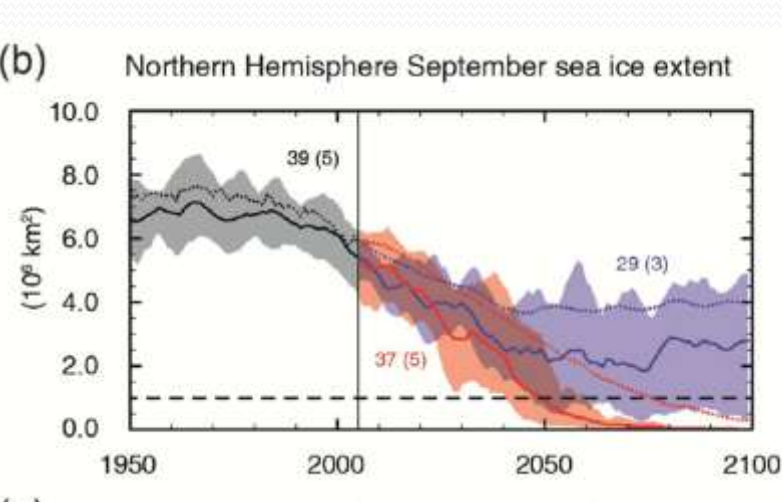 (b)
Northern Hemisphere September sea ice extent
10.0
8.0
6.0
4.0
2.0
0.0
(10⁶ km²)
39 (5)
29 (3)
37 (5)
1950 2000 2050 2100